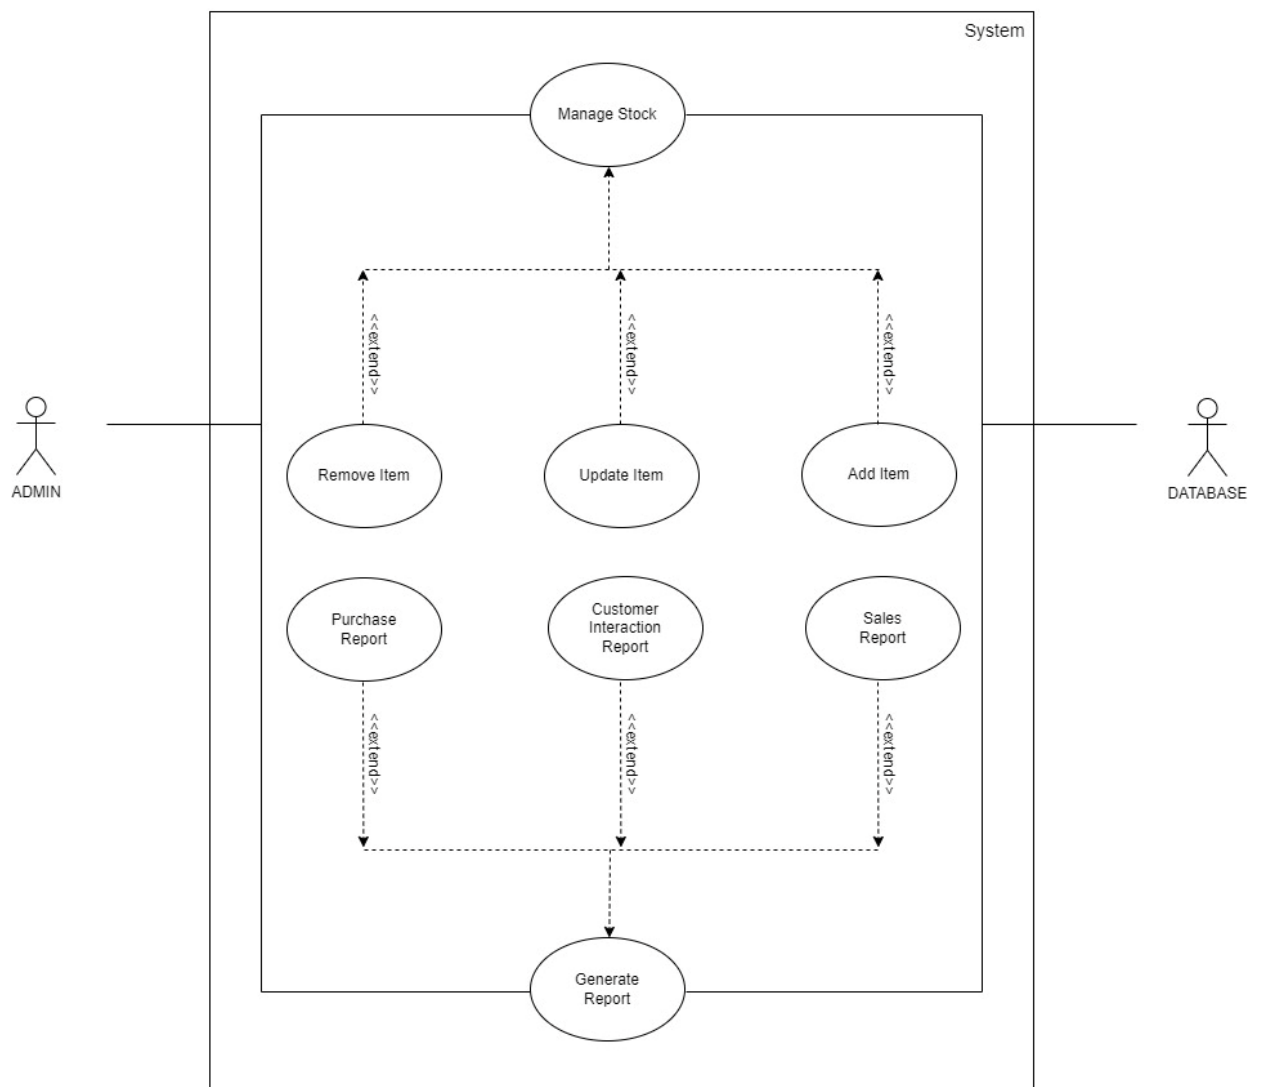 System
Manage Stock
<<extend>>
<<extend>>
<<extend>>
ADMIN
Remove Item
Update Item
Add Item
DATABASE
Purchase
Report
Customer
Interaction
Report
Sales
Report
<<extend>>
<<extend>>
<<extend>>
Generate
Report